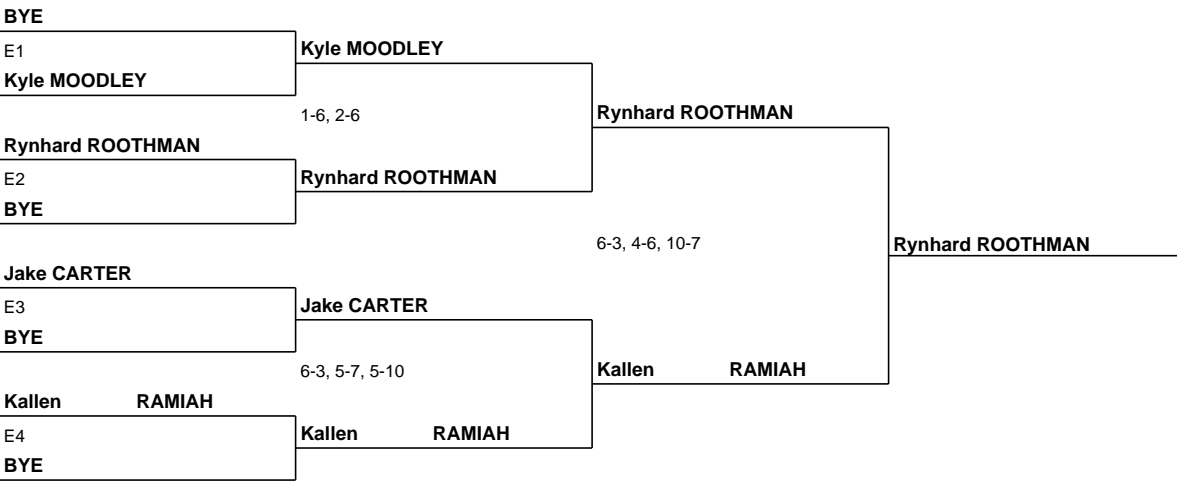 BYE
E1
Kyle MOODLEY
Kyle MOODLEY
1-6, 2-6
Rynhard ROOTHMAN
Rynhard ROOTHMAN
E2
Rynhard ROOTHMAN
BYE
6-3, 4-6, 10-7
Rynhard ROOTHMAN
Jake CARTER
E3
Jake CARTER
BYE
6-3, 5-7, 5-10
Kallen RAMIAH
Kallen RAMIAH
E4
Kallen RAMIAH
BYE